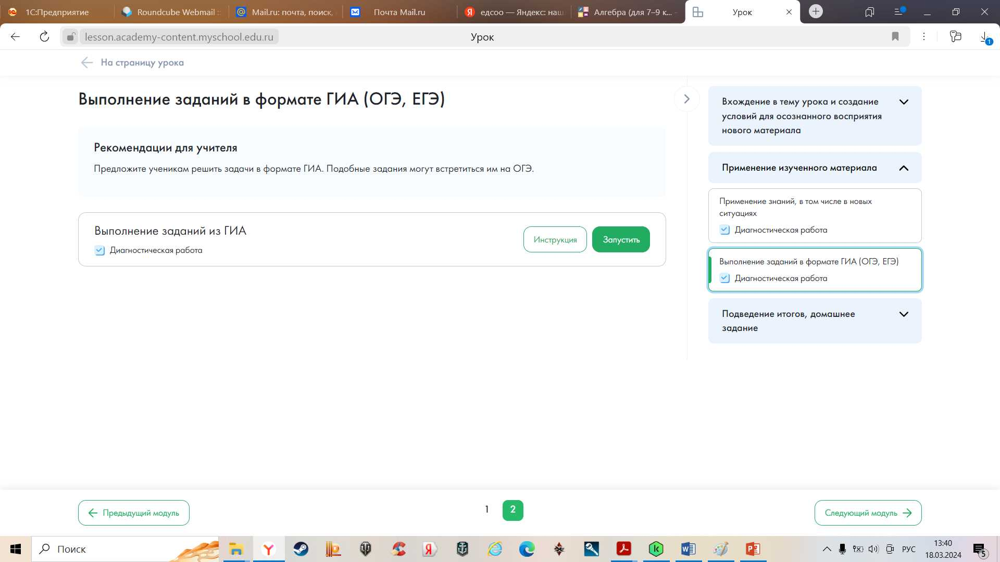 1С:Предприятие
Roundcube Webmail ::
Mail.ru: почта, поиск,
Почта Mail.ru
едсоо — Яндекс: наш
Алгебра (для 7–9 к...
Урок
lesson.academy-content.myschool.edu.ru
Урок
На страницу урока
Выполнение заданий в формате ГИА (ОГЭ, ЕГЭ)
Рекомендации для учителя
Предложите ученикам решить задачи в формате ГИА. Подобные задания могут встретиться им на ОГЭ.
Выполнение заданий из ГИА
Диагностическая работа
Инструкция
Запустить
Вхождение в тему урока и создание
условий для осознанного восприятия
нового материала
Применение изученного материала
Применение знаний, в том числе в новых
ситуациях
Диагностическая работа
Выполнение заданий в формате ГИА (ОГЭ, ЕГЭ)
Диагностическая работа
Подведение итогов, домашнее
задание
Предыдущий модуль
1
2
Следующий модуль
Поиск
РУС
13:40
18.03.2024
5